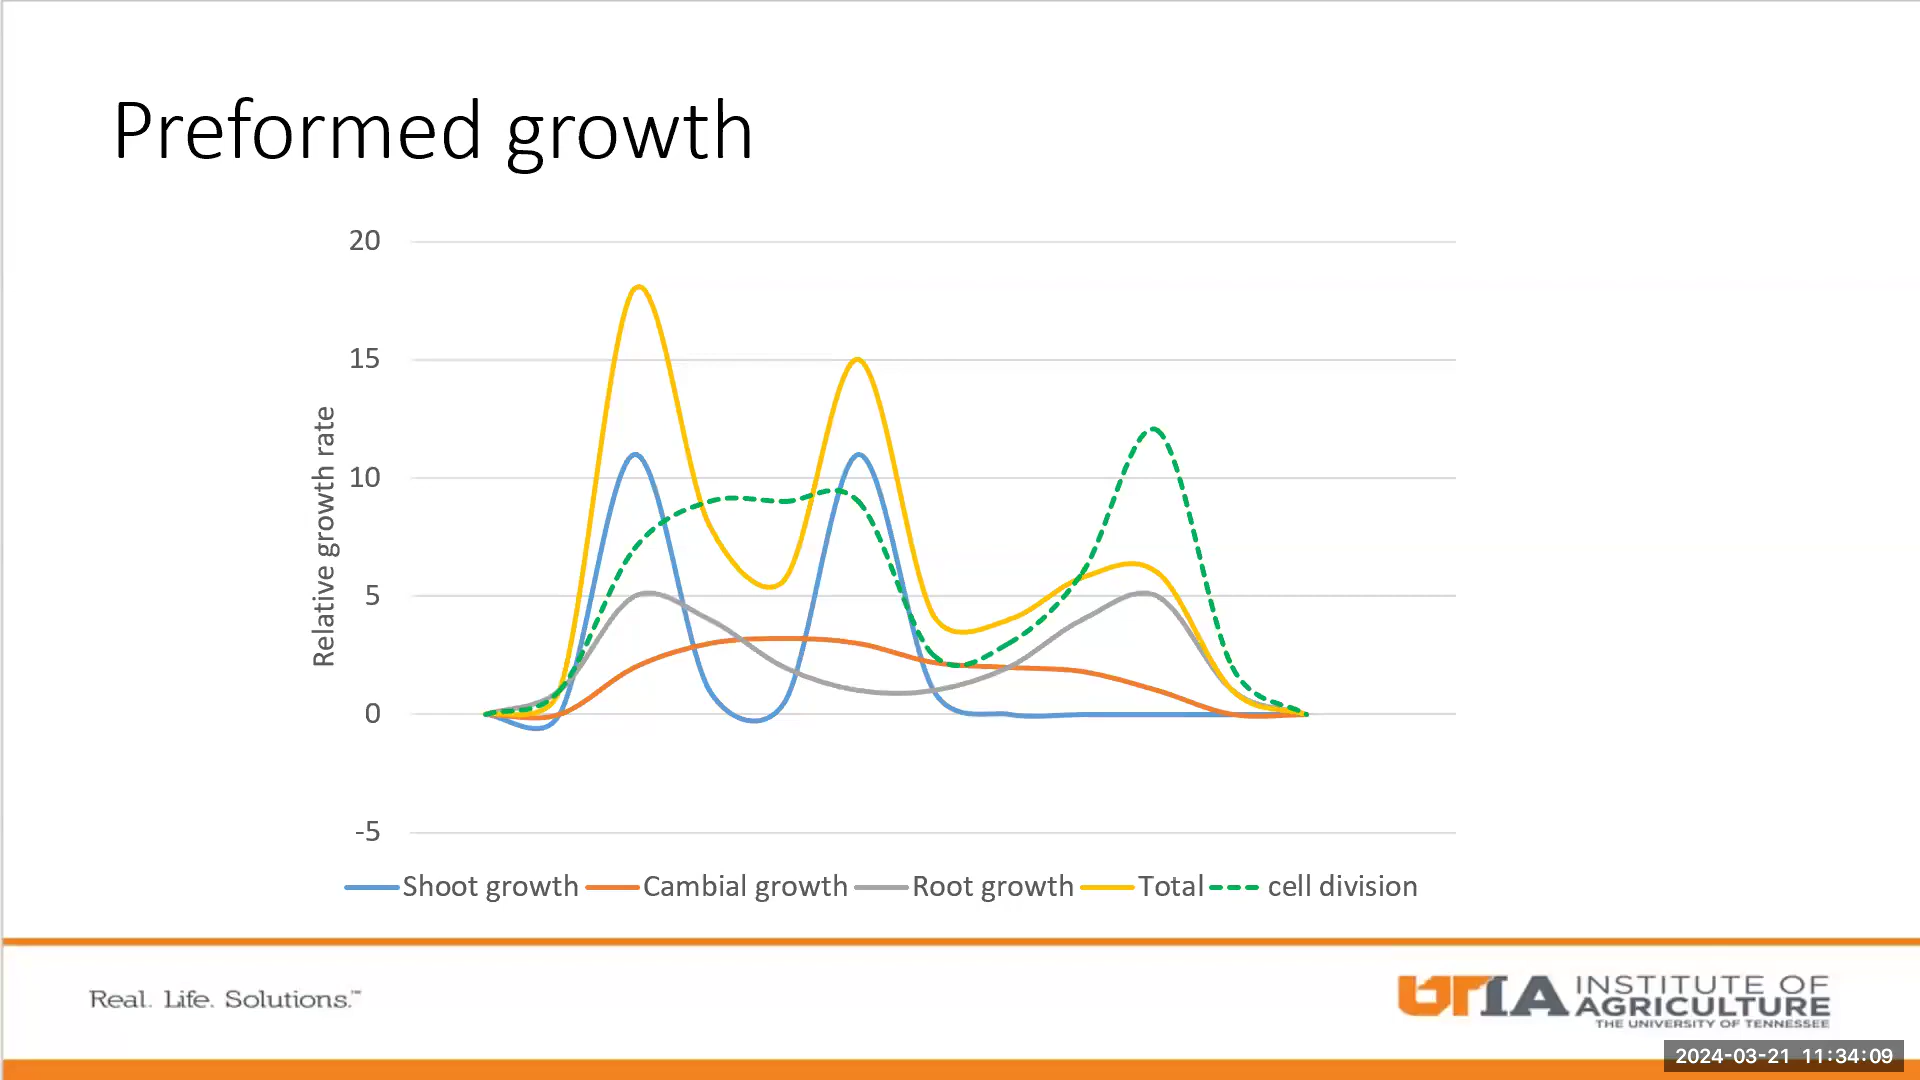 Preformed growth
20
15
10
5
0
-5
Relative growth rate
Shoot growth Cambial growth Root growth Total cell division
Real. Life. Solutions.™
UTIA INSTITUTE OF
AGRICULTURE
THE UNIVERSITY OF TENNESSEE
2024-03-21 11:34:09